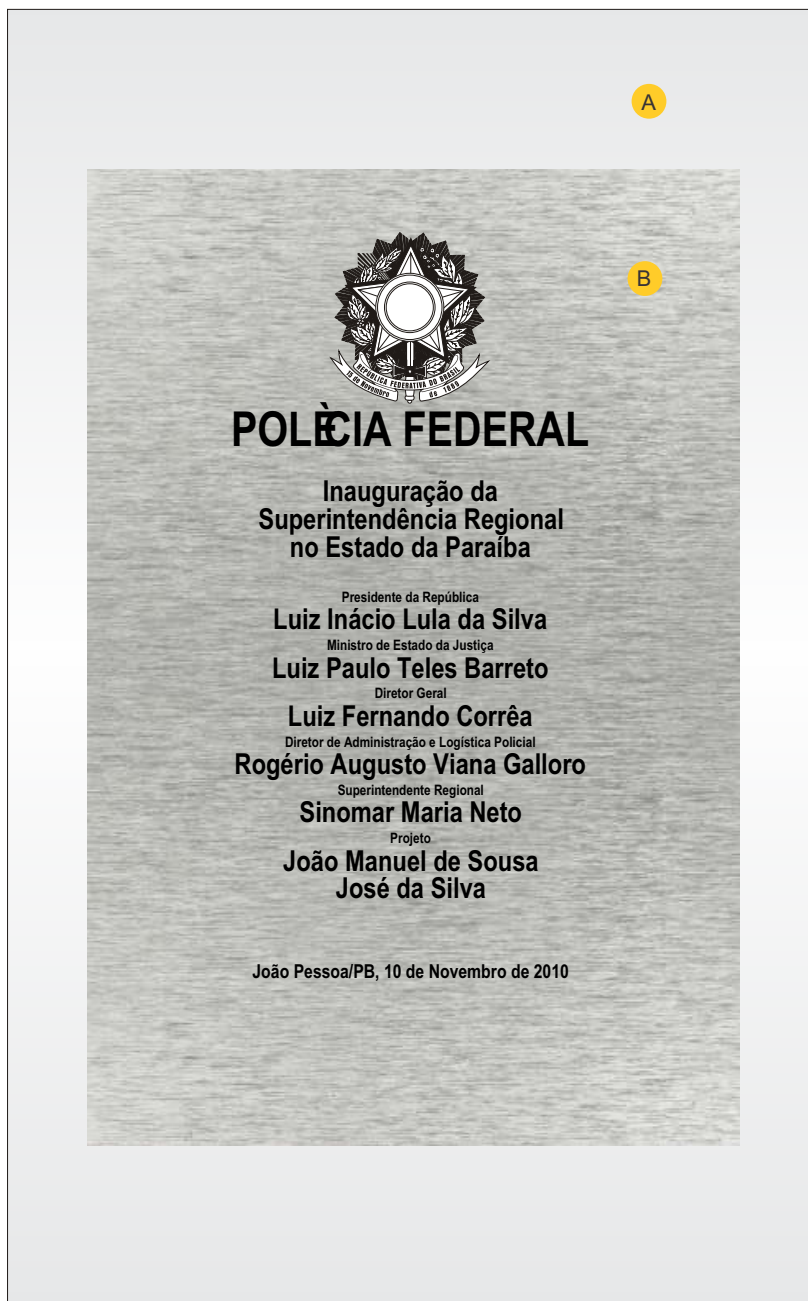 A
B
REPÚBLICA FEDERATIVA DO BRASIL
15 de Novembro de 1889
POLÈCIA FEDERAL
Inauguração da
Superintendência Regional
no Estado da Paraíba
Presidente da República
Luiz Inácio Lula da Silva
Ministro de Estado da Justiça
Luiz Paulo Teles Barreto
Diretor Geral
Luiz Fernando Corrêa
Diretor de Administração e Logística Policial
Rogério Augusto Viana Galloro
Superintendente Regional
Sinomar Maria Neto
Projeto
João Manuel de Sousa
José da Silva
João Pessoa/PB, 10 de Novembro de 2010